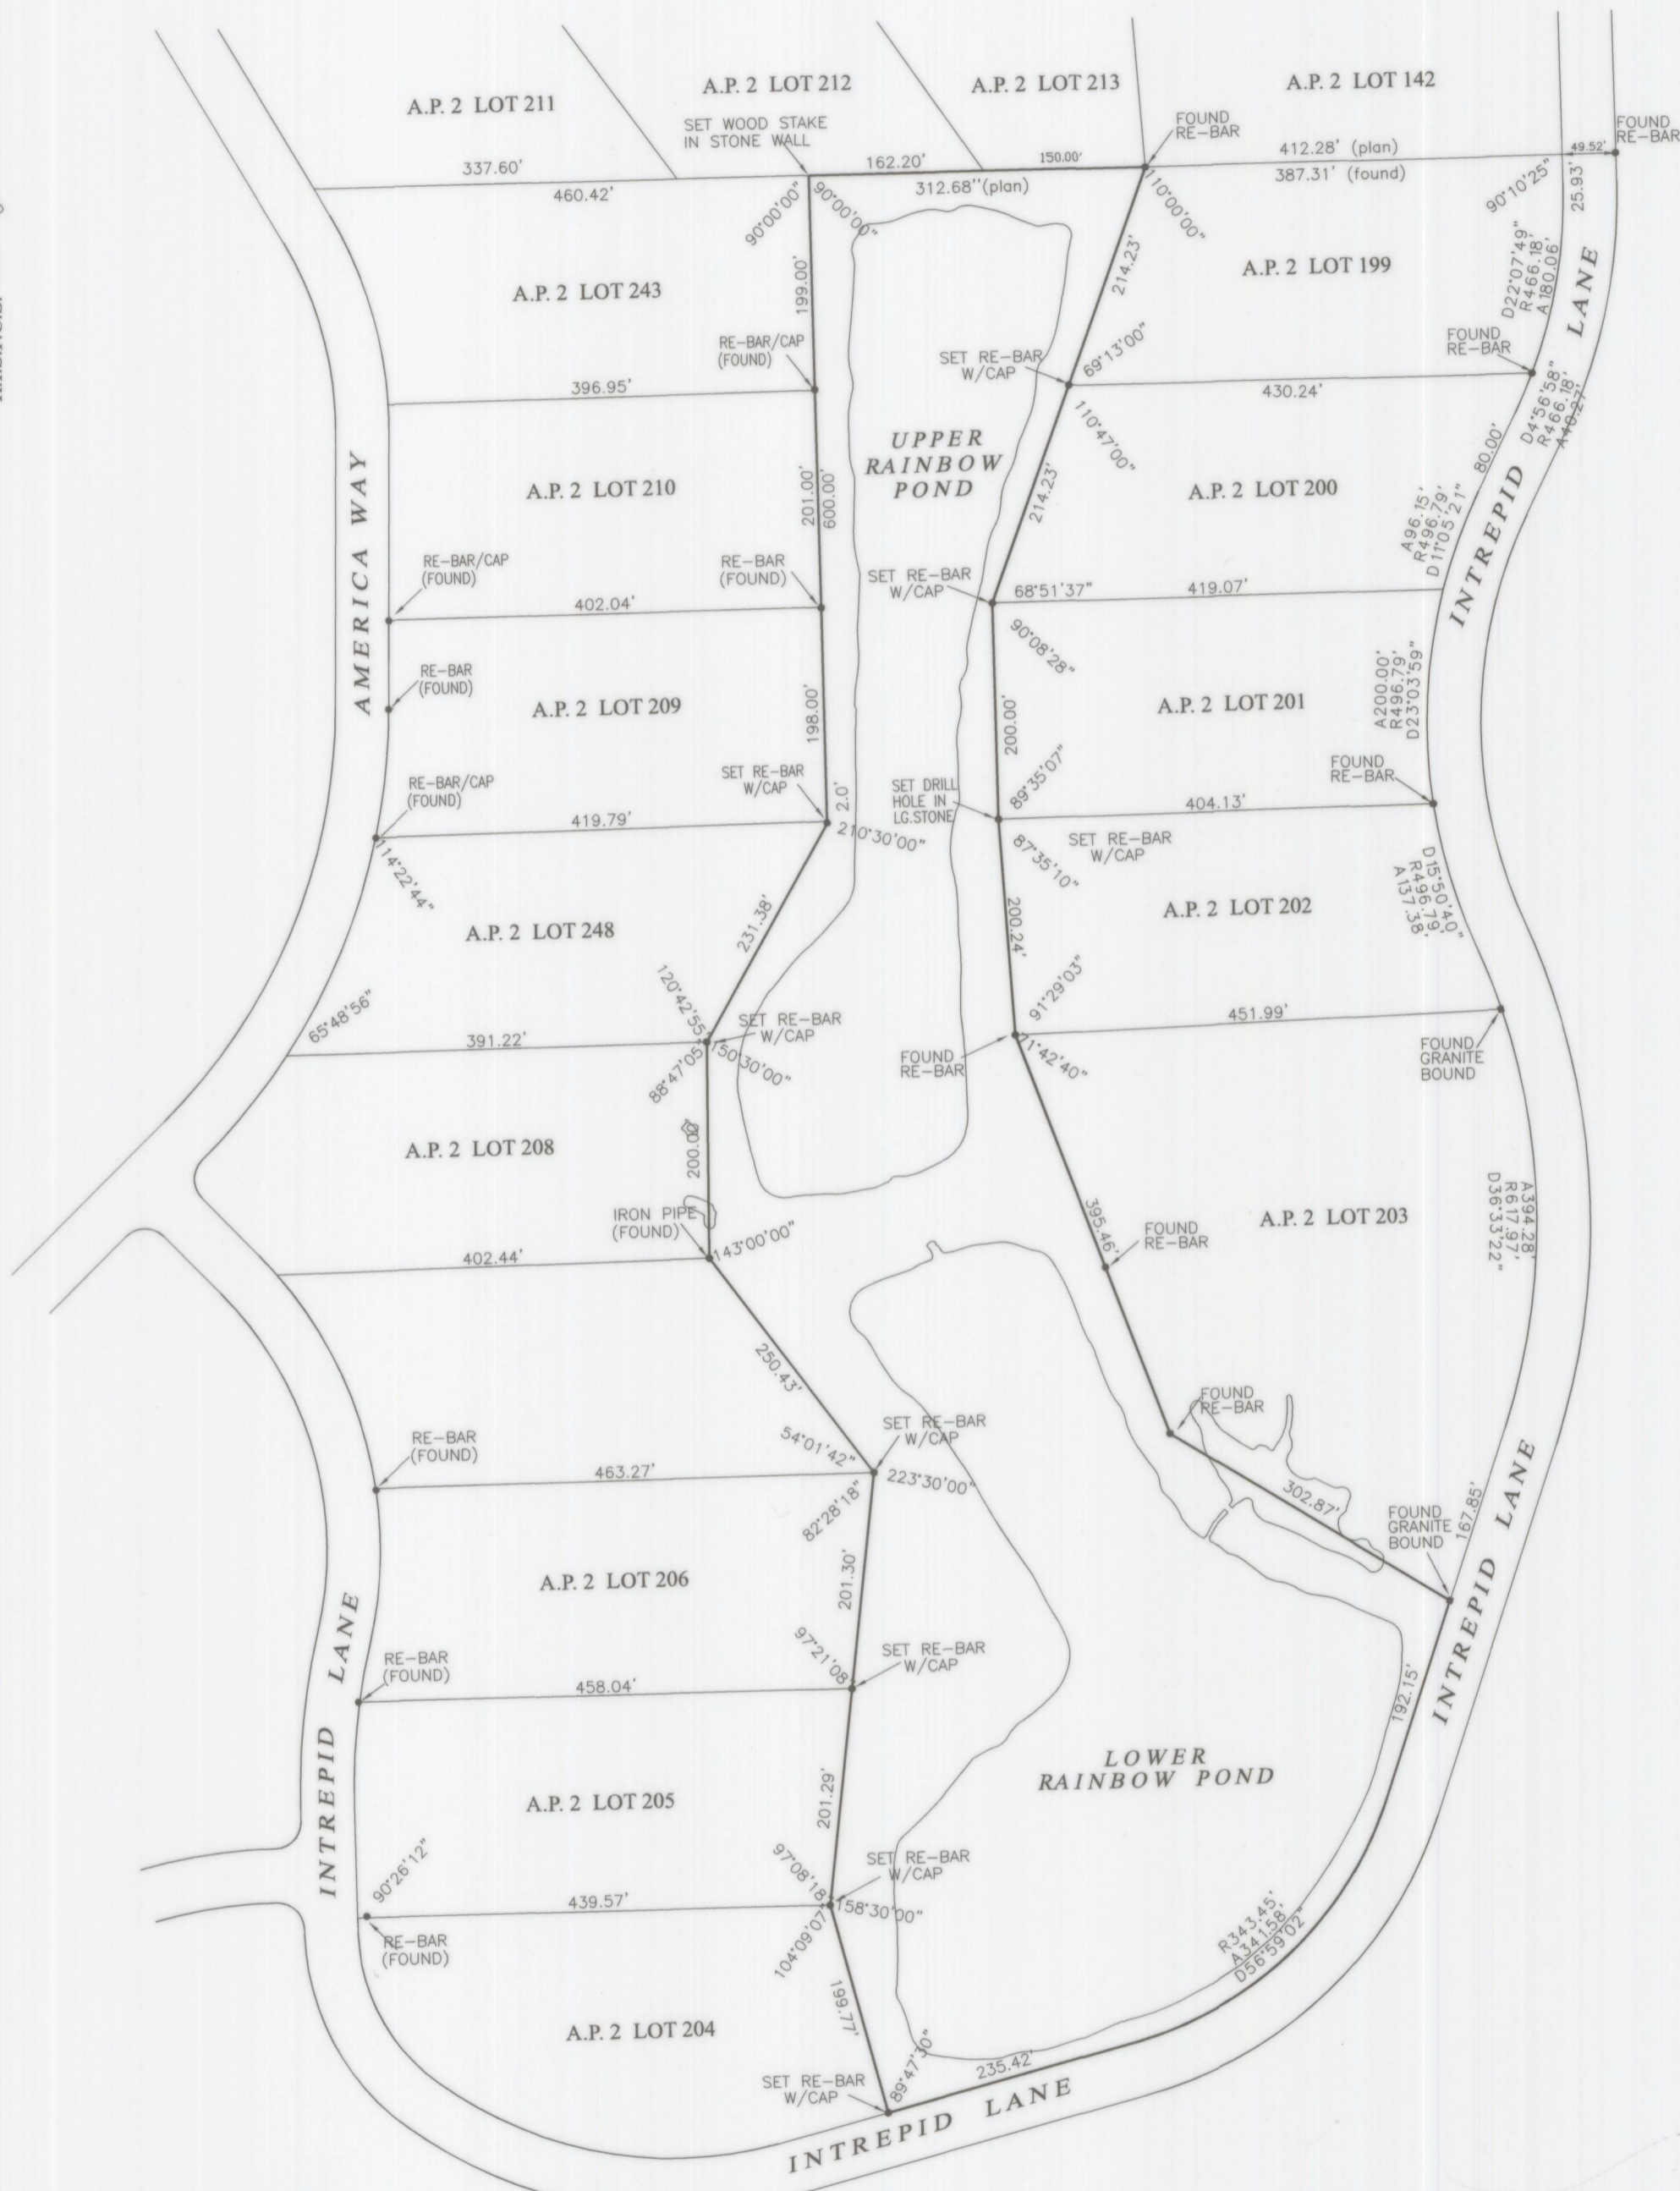 A.P. 2 LOT 211
A.P. 2 LOT 212
A.P. 2 LOT 213
A.P. 2 LOT 142
SET WOOD STAKE
IN STONE WALL
FOUND
RE-BAR
FOUND
RE-BAR
337.60'
460.42'
162.20'
150.00'
312.68''(plan)
412.28' (plan)
387.31' (found)
49.52'
25.93'
90°00'00"
90°00'00"
110°00'00"
90°10'25"
A.P. 2 LOT 243
199.00'
214.23'
A.P. 2 LOT 199
D22°07'49"
R466.18'
A180.06'
INTREPID LANE
RE-BAR/CAP
(FOUND)
396.95'
SET RE-BAR
W/CAP
69°13'00"
430.24'
FOUND
RE-BAR
D4°56'58"
R466.18'
A40.27'
110°47'00"
80.00'
UPPER
RAINBOW
POND
AMERICA WAY
A.P. 2 LOT 210
201.00'
600.00'
214.23'
A.P. 2 LOT 200
A96.15'
R496.79'
D11°05'21"
RE-BAR/CAP
(FOUND)
RE-BAR
(FOUND)
402.04'
SET RE-BAR
W/CAP
68°51'37"
419.07'
90°08'28"
RE-BAR
(FOUND)
A.P. 2 LOT 209
198.00'
2.0'
200.00'
A.P. 2 LOT 201
A200.00'
R496.79'
D23°03'59"
RE-BAR/CAP
(FOUND)
SET RE-BAR
W/CAP
419.79'
210°30'00"
114°22'44"
SET DRILL
HOLE IN
LG.STONE
89°35'07"
404.13'
FOUND
RE-BAR
SET RE-BAR
W/CAP
87°35'10"
A.P. 2 LOT 248
231.38'
200.24'
A.P. 2 LOT 202
D15°50'40"
R496.79'
A137.38'
65°48'56"
391.22'
120°42'55"
SET RE-BAR
W/CAP
150°30'00"
88°47'05"
FOUND
RE-BAR
91°29'03"
451.99'
71°42'40"
FOUND
GRANITE
BOUND
A.P. 2 LOT 208
200.00'
IRON PIPE
(FOUND)
143°00'00"
402.44'
395.46'
FOUND
RE-BAR
A.P. 2 LOT 203
A394.28'
R617.97'
D36°33'22"
250.43'
FOUND
RE-BAR
RE-BAR
(FOUND)
463.27'
54°01'42"
SET RE-BAR
W/CAP
223°30'00"
82°28'18"
302.87'
FOUND
GRANITE
BOUND
167.85'
INTREPID LANE
A.P. 2 LOT 206
201.30'
INTREPID LANE
RE-BAR
(FOUND)
458.04'
97°21'08"
SET RE-BAR
W/CAP
192.15'
LOWER
RAINBOW POND
A.P. 2 LOT 205
201.29'
90°26'12"
439.57'
97°08'18"
SET RE-BAR
W/CAP
158°30'00"
104°09'07"
RE-BAR
(FOUND)
R343.45'
A341.58'
D56°59'02"
A.P. 2 LOT 204
199.77'
SET RE-BAR
W/CAP
89°47'30"
235.42'
INTREPID LANE